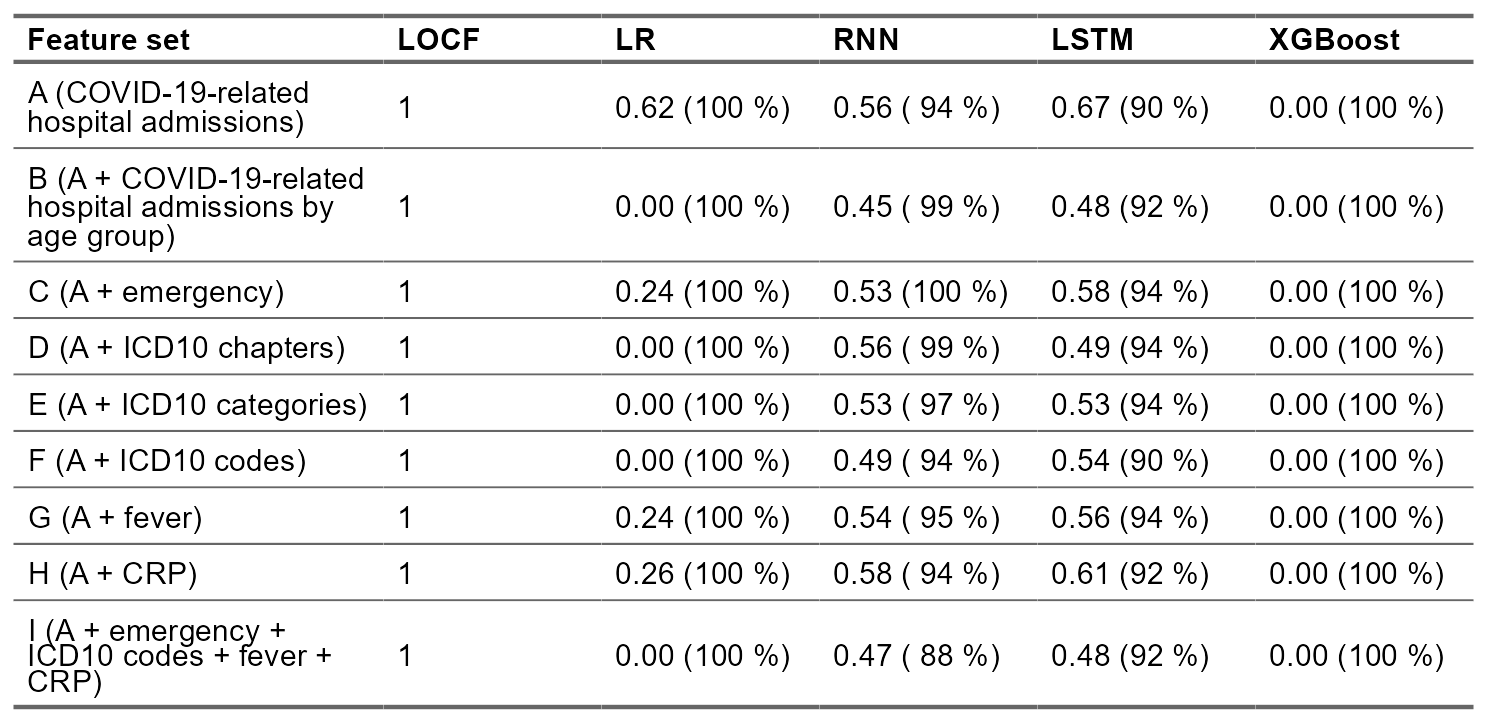 Feature set LOCF LR RNN LSTM XGBoost
A (COVID-19-related
hospital admissions) 1 0.62 (100 %) 0.56 ( 94 %) 0.67 (90 %) 0.00 (100 %)
B (A + COVID-19-related
hospital admissions by 1 0.00 (100 %) 0.45 ( 99 %) 0.48 (92 %) 0.00 (100 %)
age group)
C (A + emergency) 1 0.24 (100 %) 0.53 (100 %) 0.58 (94 %) 0.00 (100 %)
D (A + ICD10 chapters) 1 0.00 (100 %) 0.56 ( 99 %) 0.49 (94 %) 0.00 (100 %)
E (A + ICD10 categories) 1 0.00 (100 %) 0.53 ( 97 %) 0.53 (94 %) 0.00 (100 %)
F (A + ICD10 codes) 1 0.00 (100 %) 0.49 ( 94 %) 0.54 (90 %) 0.00 (100 %)
G (A + fever) 1 0.24 (100 %) 0.54 ( 95 %) 0.56 (94 %) 0.00 (100 %)
H (A + CRP) 1 0.26 (100 %) 0.58 ( 94 %) 0.61 (92 %) 0.00 (100 %)
I (A + emergency +
ICD10 codes + fever + 1 0.00 (100 %) 0.47 ( 88 %) 0.48 (92 %) 0.00 (100 %)
CRP)